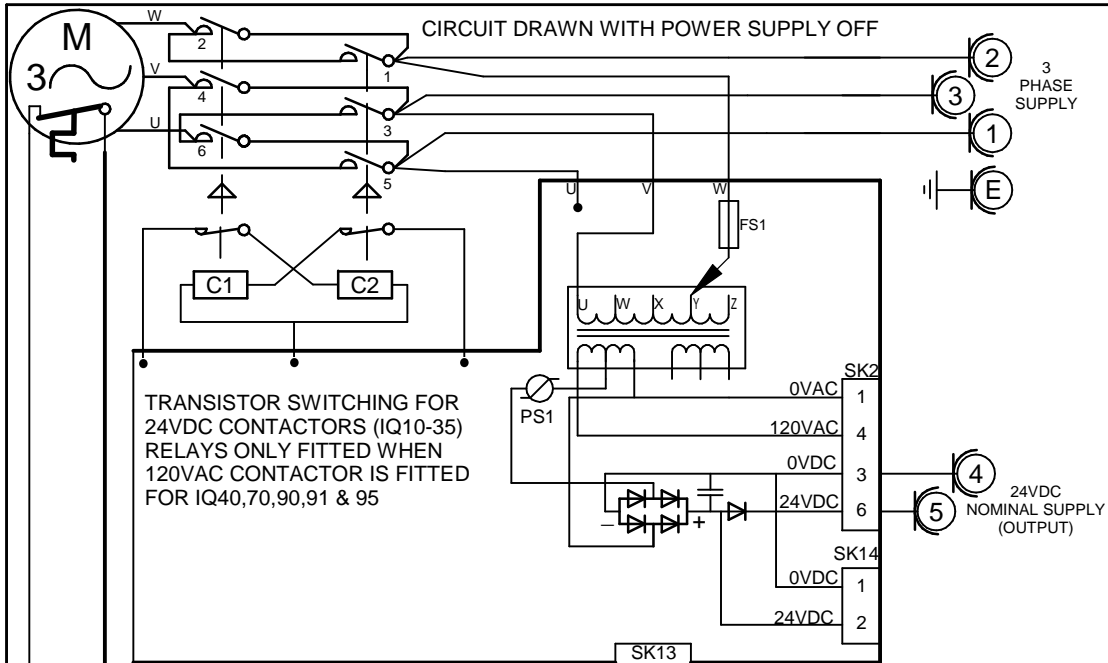 W
CIRCUIT DRAWN WITH POWER SUPPLY OFF
M
3
2
1
2
V
4
3
3
3
PHASE
SUPPLY
U
6
5
1
U
V
W
E
FS1
C1
C2
U W X Y Z
SK2
PS1
0VAC
1
120VAC
4
0VDC
3
4
24VDC
6
5
24VDC
NOMINAL SUPPLY
(OUTPUT)
TRANSISTOR SWITCHING FOR
24VDC CONTACTORS (IQ10-35)
RELAYS ONLY FITTED WHEN
120VAC CONTACTOR IS FITTED
FOR IQ40,70,90,91 & 95
– +
SK14
0VDC
1
24VDC
2
SK13